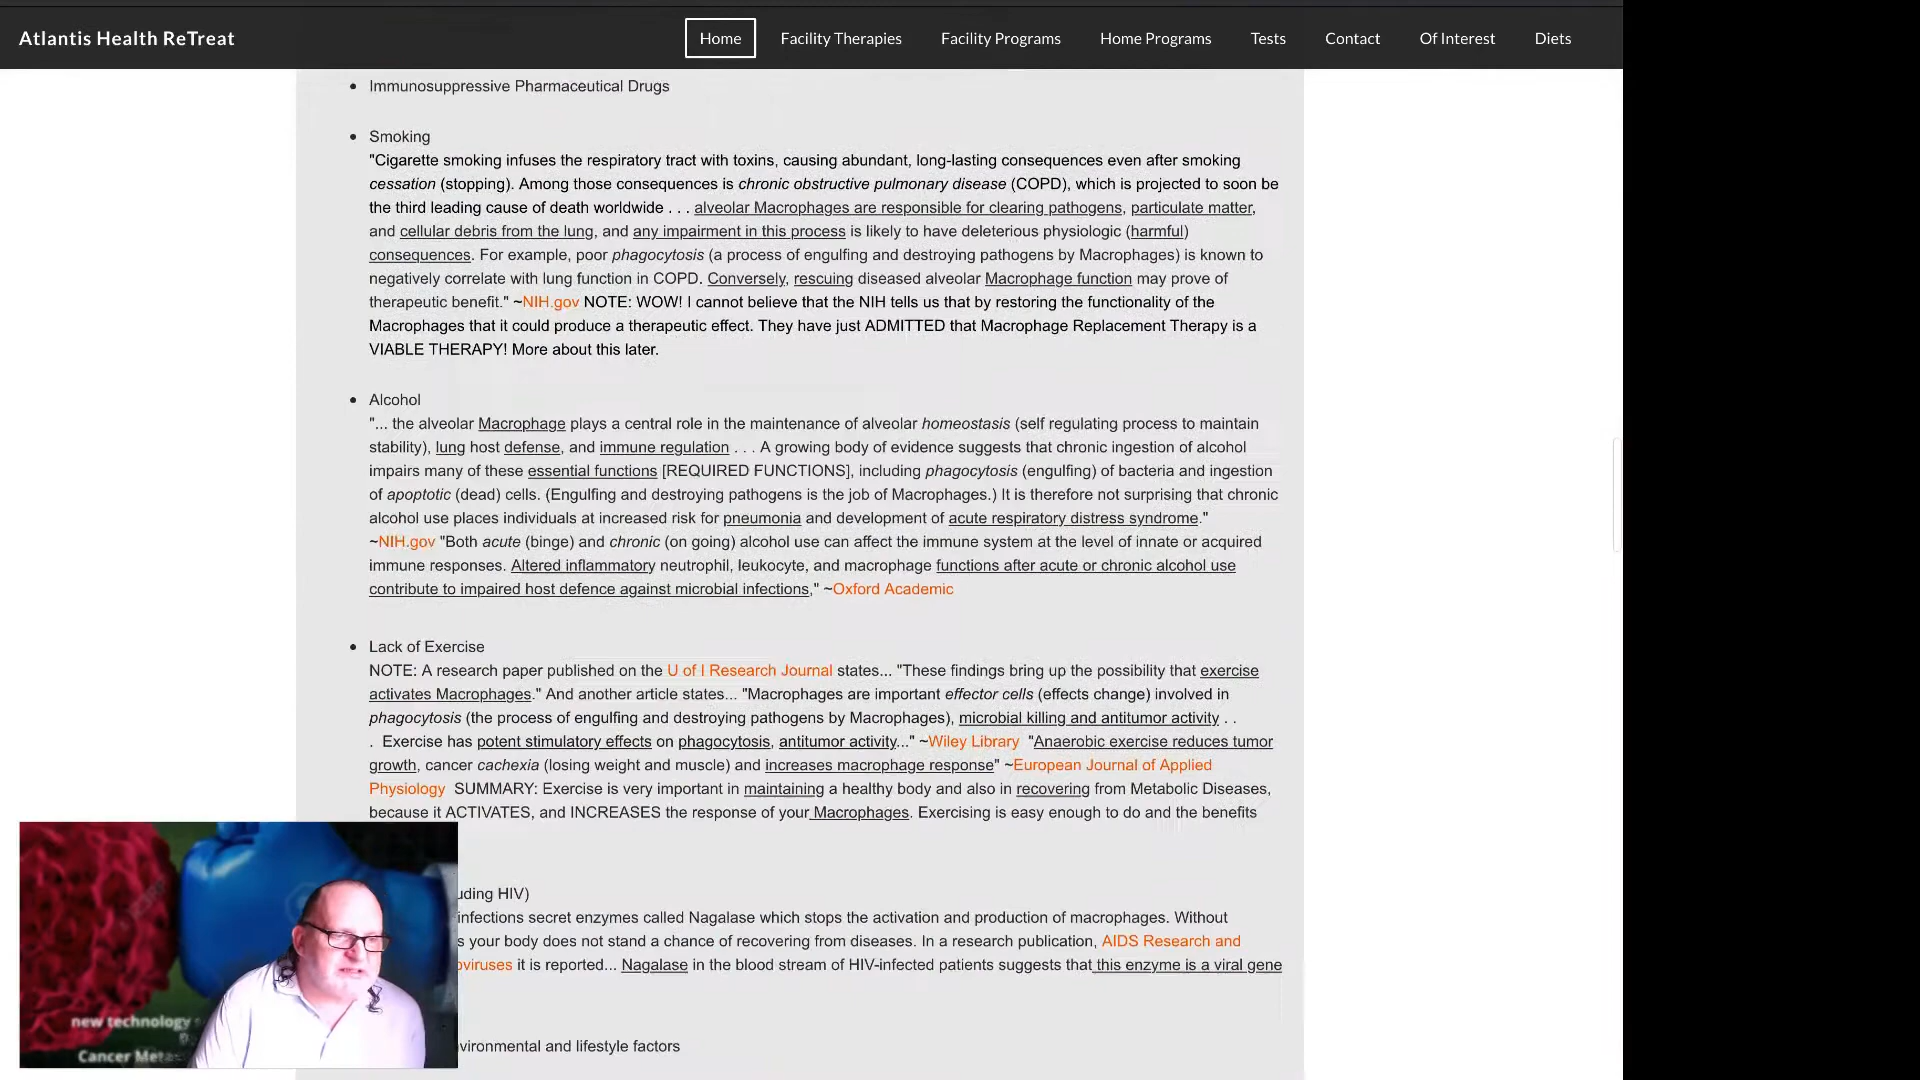 Atlantis Health ReTreat
Home
Facility Therapies
Facility Programs
Home Programs
Tests
Contact
Of Interest
Diets
Immunosuppressive Pharmaceutical Drugs
Smoking
"Cigarette smoking infuses the respiratory tract with toxins, causing abundant, long-lasting consequences even after smoking
cessation (stopping). Among those consequences is chronic obstructive pulmonary disease (COPD), which is projected to soon be
the third leading cause of death worldwide . . . alveolar Macrophages are responsible for clearing pathogens, particulate matter,
and cellular debris from the lung, and any impairment in this process is likely to have deleterious physiologic (harmful)
consequences. For example, poor phagocytosis (a process of engulfing and destroying pathogens by Macrophages) is known to
negatively correlate with lung function in COPD. Conversely, rescuing diseased alveolar Macrophage function may prove of
therapeutic benefit." ~NIH.gov NOTE: WOW! I cannot believe that the NIH tells us that by restoring the functionality of the
Macrophages that it could produce a therapeutic effect. They have just ADMITTED that Macrophage Replacement Therapy is a
VIABLE THERAPY! More about this later.
Alcohol
"... the alveolar Macrophage plays a central role in the maintenance of alveolar homeostasis (self regulating process to maintain
stability), lung host defense, and immune regulation . . . A growing body of evidence suggests that chronic ingestion of alcohol
impairs many of these essential functions [REQUIRED FUNCTIONS], including phagocytosis (engulfing) of bacteria and ingestion
of apoptotic (dead) cells. (Engulfing and destroying pathogens is the job of Macrophages.) It is therefore not surprising that chronic
alcohol use places individuals at increased risk for pneumonia and development of acute respiratory distress syndrome."
~NIH.gov "Both acute (binge) and chronic (on going) alcohol use can affect the immune system at the level of innate or acquired
immune responses. Altered inflammatory neutrophil, leukocyte, and macrophage functions after acute or chronic alcohol use
contribute to impaired host defence against microbial infections," ~Oxford Academic
Lack of Exercise
NOTE: A research paper published on the U of I Research Journal states... "These findings bring up the possibility that exercise
activates Macrophages." And another article states... "Macrophages are important effector cells (effects change) involved in
phagocytosis (the process of engulfing and destroying pathogens by Macrophages), microbial killing and antitumor activity . .
. Exercise has potent stimulatory effects on phagocytosis, antitumor activity..." ~Wiley Library "Anaerobic exercise reduces tumor
growth, cancer cachexia (losing weight and muscle) and increases macrophage response" ~European Journal of Applied
Physiology SUMMARY: Exercise is very important in maintaining a healthy body and also in recovering from Metabolic Diseases,
because it ACTIVATES, and INCREASES the response of your Macrophages. Exercising is easy enough to do and the benefits
uding HIV)
infections secret enzymes called Nagalase which stops the activation and production of macrophages. Without
s your body does not stand a chance of recovering from diseases. In a research publication, AIDS Research and
oviruses it is reported... Nagalase in the blood stream of HIV-infected patients suggests that this enzyme is a viral gene
vironmental and lifestyle factors
new technology
Cancer Meta